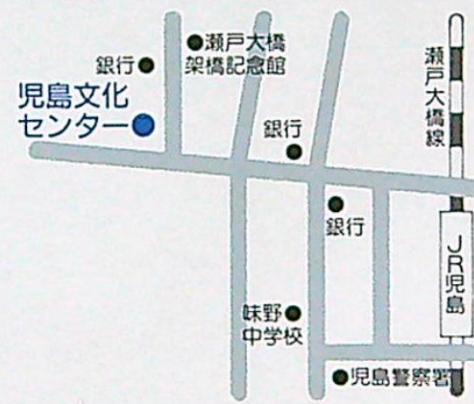 瀬戸大橋
架橋記念館
銀行
児島文化
センター
銀行
瀬戸大橋線
銀行
JR児島
味野
中学校
児島警察署